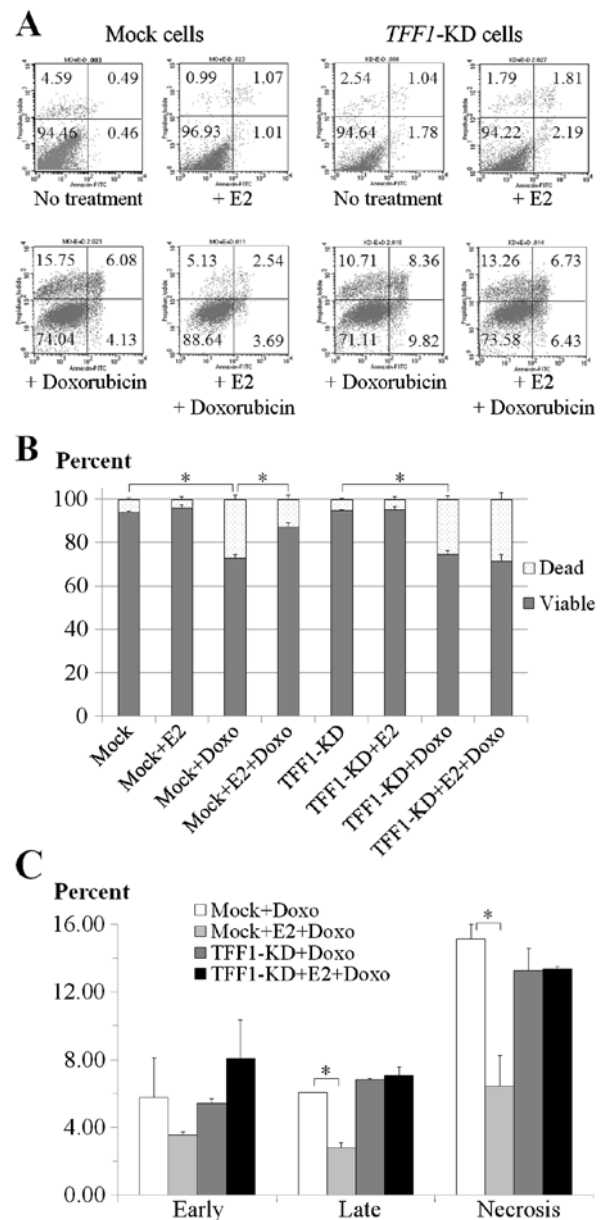 A
Mock cells TFF1-KD cells
4.59 0.49
94.46 0.46
No treatment
0.99 1.07
96.93 1.01
+ E2
2.54 1.04
94.64 1.78
No treatment
1.79 1.81
94.22 2.19
+ E2
15.75 6.08
74.04 4.13
+ Doxorubicin
5.13 2.54
88.64 3.69
+ E2
+ Doxorubicin
10.71 8.36
71.11 9.82
+ Doxorubicin
13.26 6.73
73.58 6.43
+ E2
+ Doxorubicin
B
Percent
* * *
100
80
60
40
20
0
Dead
Viable
Mock
Mock+E2
Mock+Doxo
Mock+E2+Doxo
TFF1-KD
TFF1-KD+E2
TFF1-KD+Doxo
TFF1-KD+E2+Doxo
C
Percent
16.00
12.00
8.00
4.00
0.00
Mock+Doxo
Mock+E2+Doxo
TFF1-KD+Doxo
TFF1-KD+E2+Doxo
* *
Early Late Necrosis